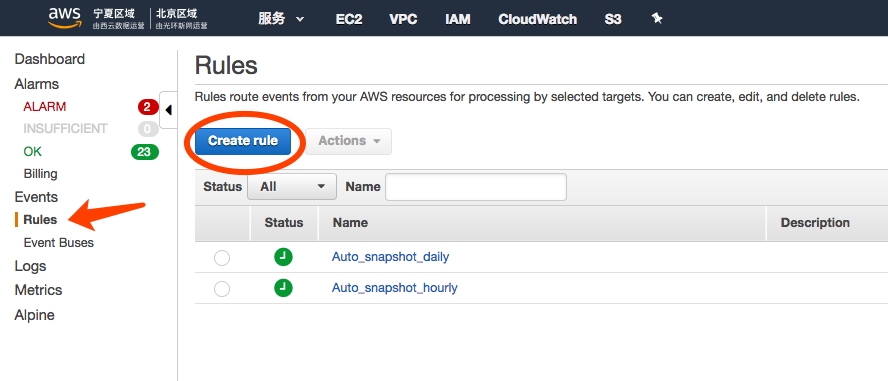 aws 宁夏区域 北京区域 服务 EC2 VPC IAM CloudWatch S3
由西云数据运营 由光环新网运营
Dashboard
Alarms
ALARM 2
INSUFFICIENT 0
OK 23
Billing
Events
Rules
Event Buses
Logs
Metrics
Alpine
Rules
Rules route events from your AWS resources for processing by selected targets. You can create, edit, and delete rules.
Create rule Actions
Status All Name
Status Name Description
Auto_snapshot_daily
Auto_snapshot_hourly